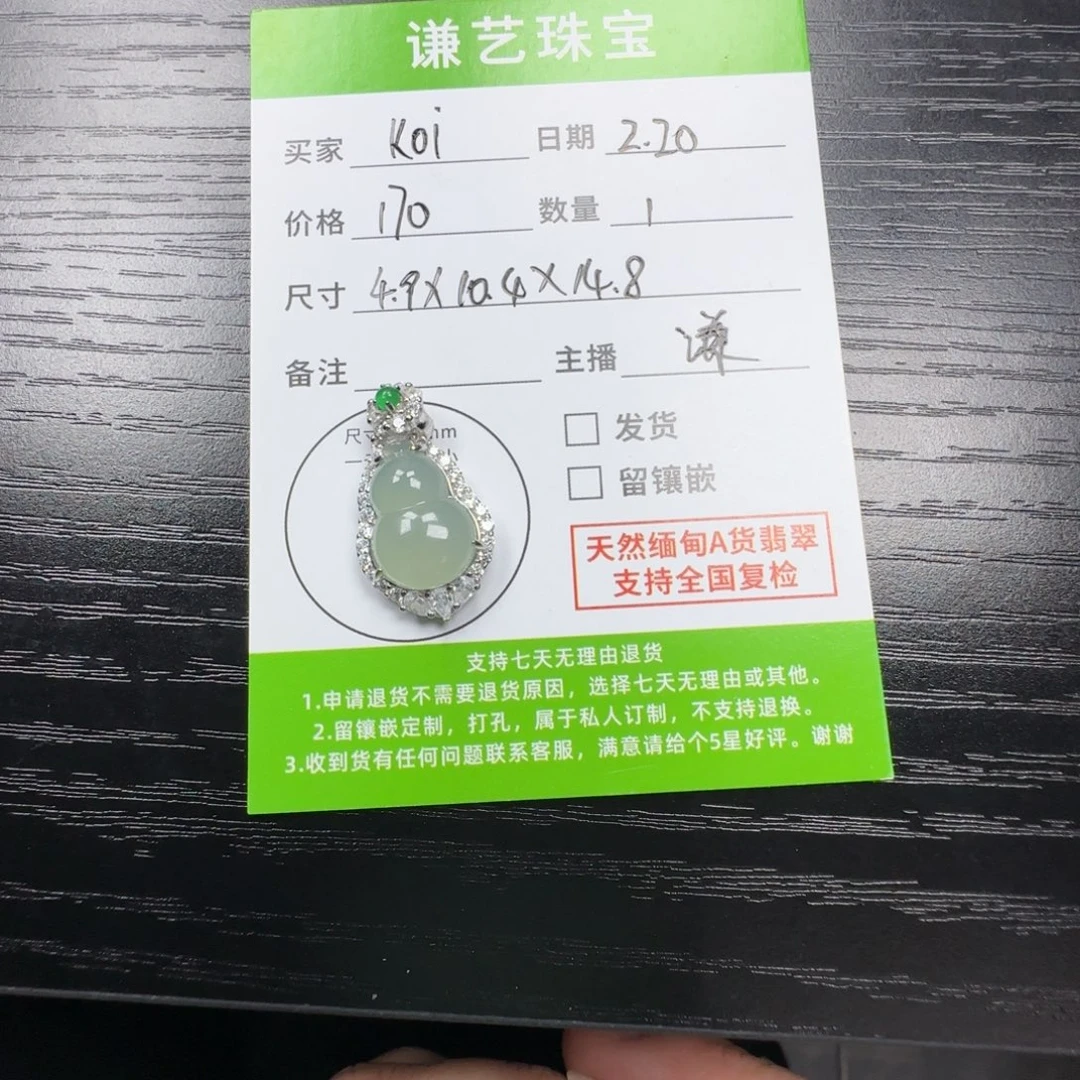 谦艺珠宝
买家 Koi 日期 2.20
价格 170 数量 1
尺寸 4.9X10.4X14.8
备注 主播 谦
尺 mm
发货
留镶嵌
天然缅甸A货翡翠
支持全国复检
支持七天无理由退货
1.申请退货不需要退货原因，选择七天无理由或其他。
2.留镶嵌定制，打孔，属于私人订制，不支持退换。
3.收到货有任何问题联系客服，满意请给个5星好评。谢谢